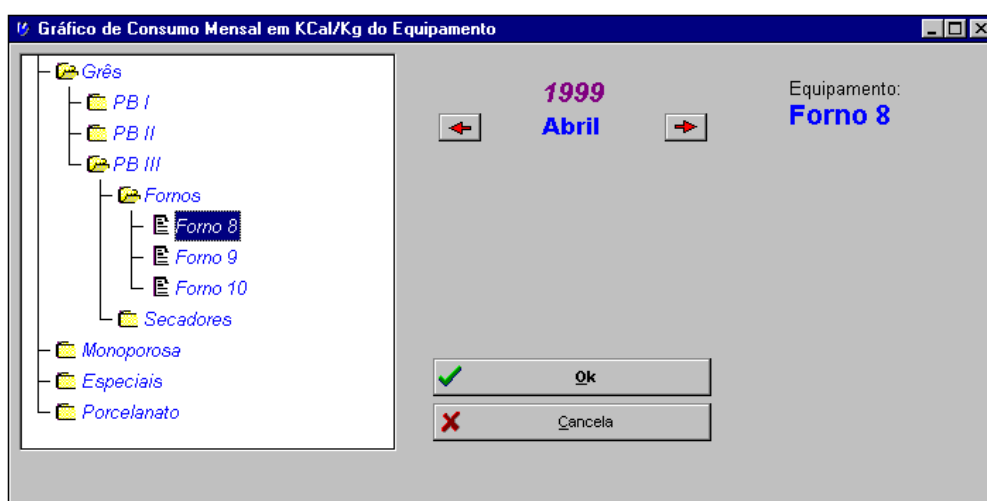 Gráfico de Consumo Mensal em KCal/Kg do Equipamento
Grês
PB I
PB II
PB III
Fornos
Forno 8
Forno 9
Forno 10
Secadores
Monoporosa
Especiais
Porcelanato
1999
Abril
Equipamento:
Forno 8
Ok
Cancela